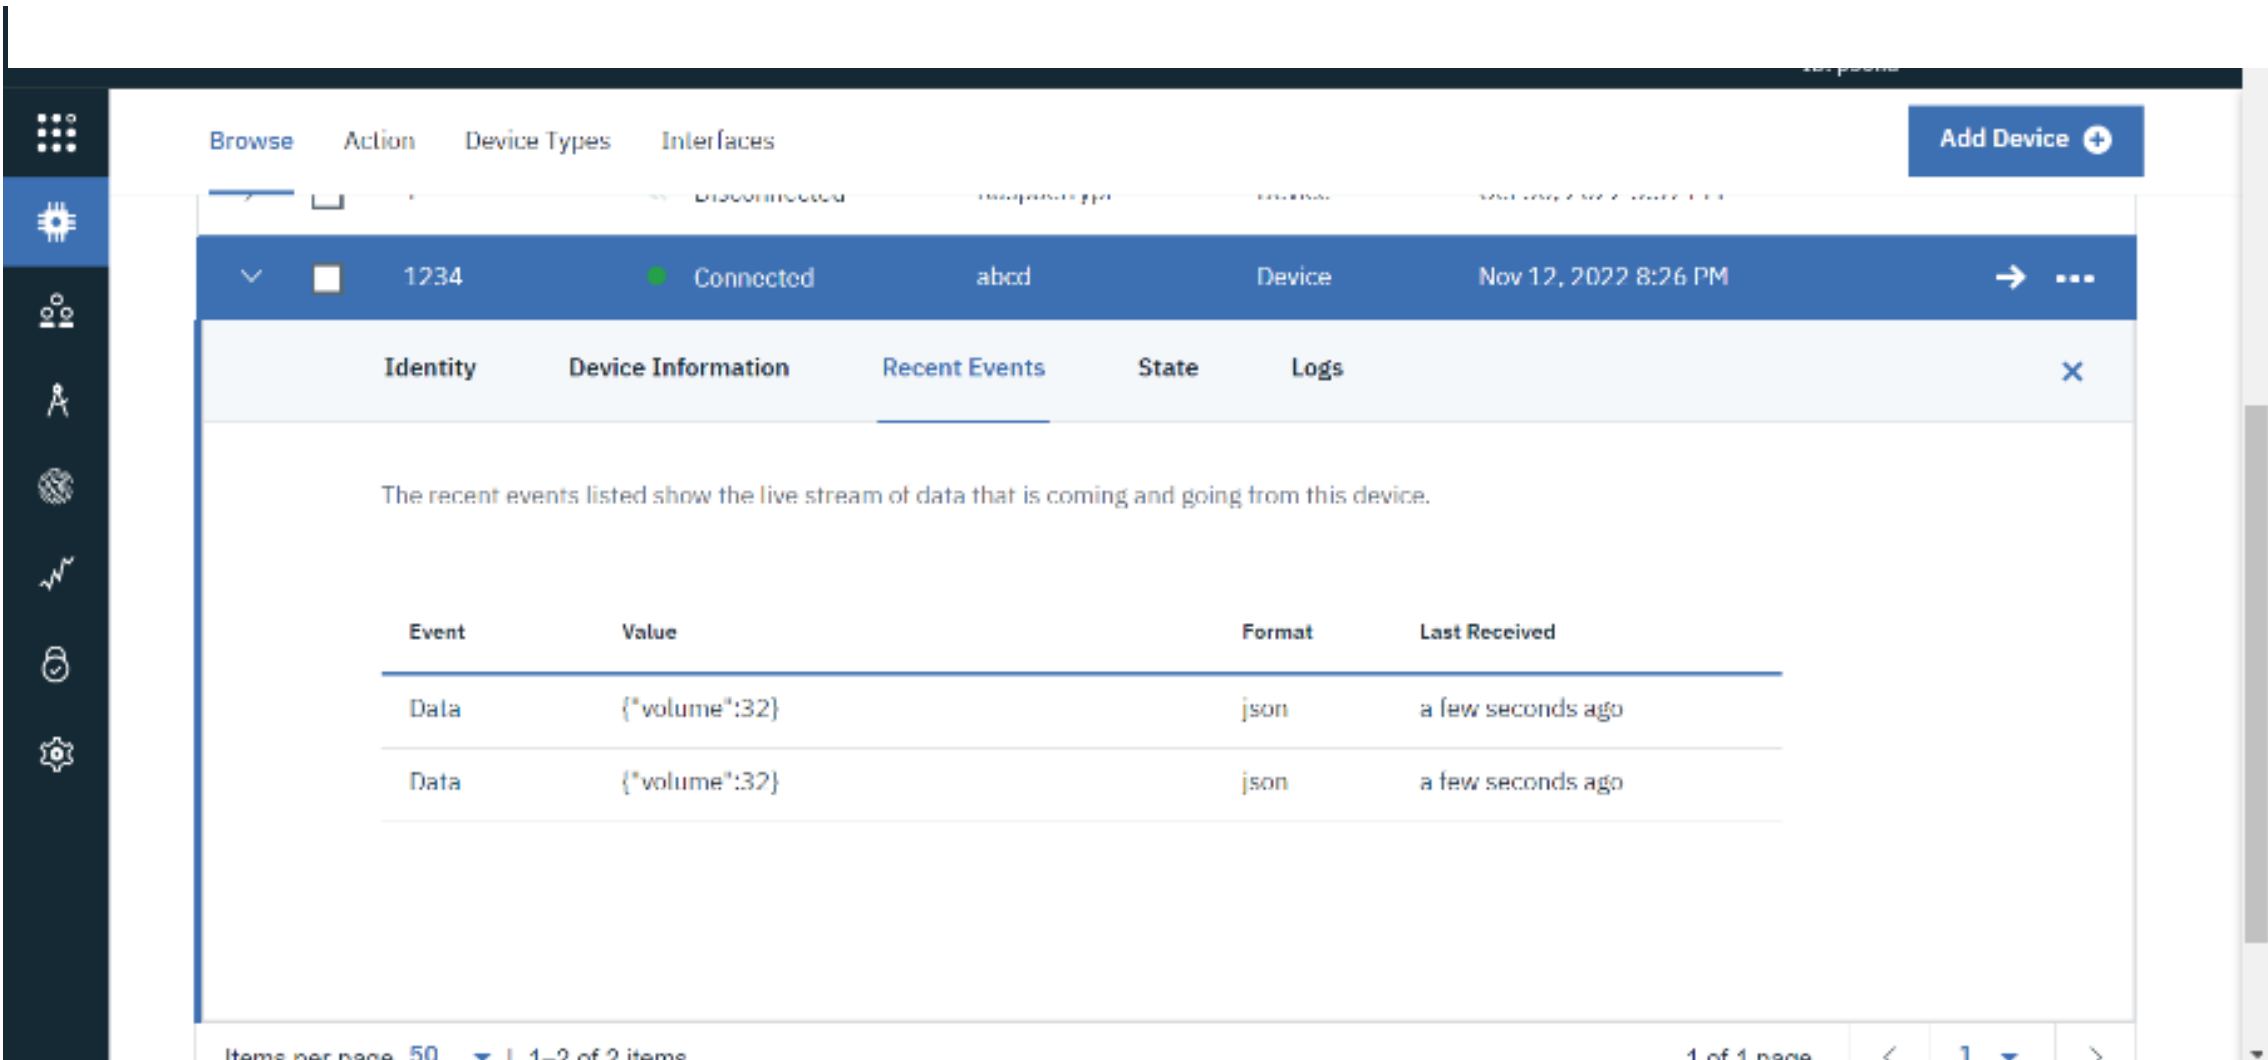 Browse Action Device Types Interfaces Add Device
Disconnected Device
1234 Connected abcd Device Nov 12, 2022 8:26 PM
Identity Device Information Recent Events State Logs
The recent events listed show the live stream of data that is coming and going from this device.
Event Value Format Last Received
Data {"volume":32} json a few seconds ago
Data {"volume":32} json a few seconds ago
Items per page 50 | 1–2 of 2 items 1 of 1 page 1